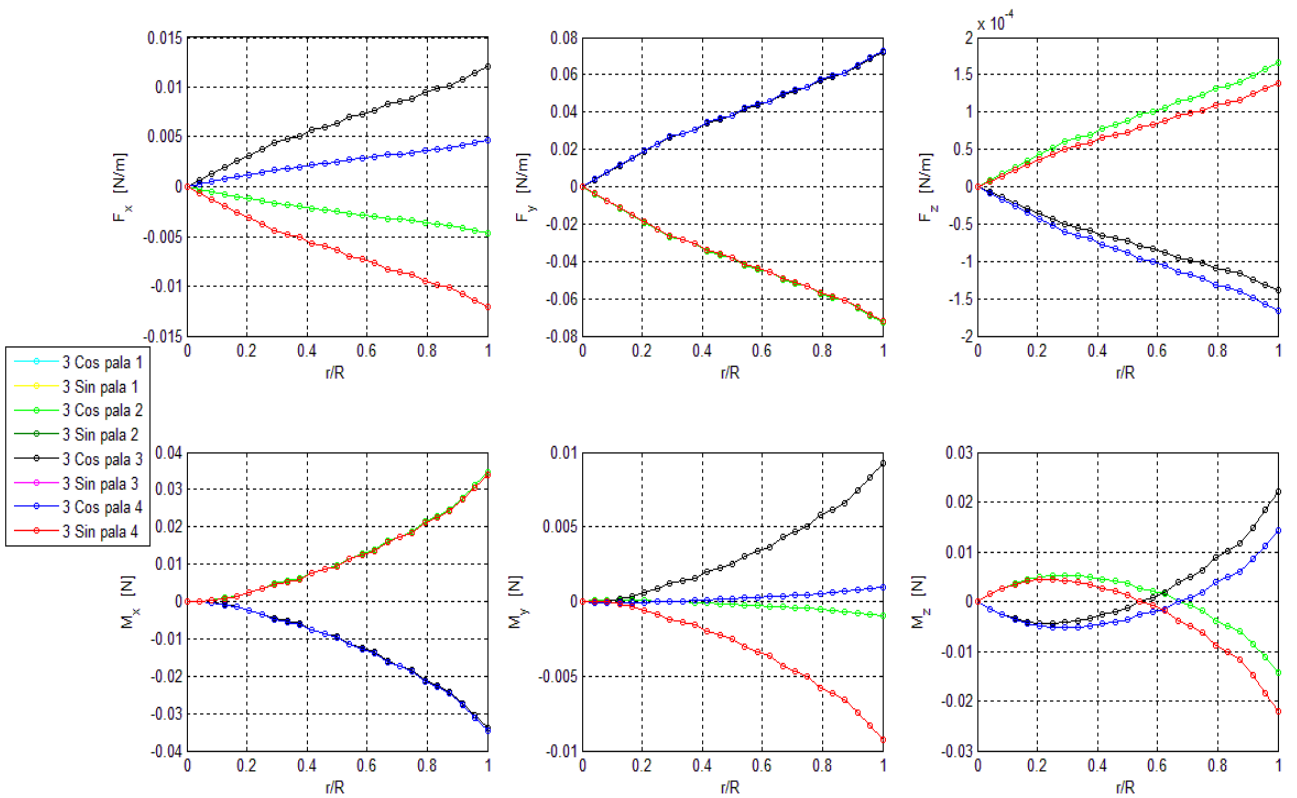 0.015
0.01
0.005
0
-0.005
-0.01
-0.015
F x [N/m]
0 0.2 0.4 0.6 0.8 1
r/R
0.08
0.06
0.04
0.02
0
-0.02
-0.04
-0.06
-0.08
F y [N/m]
0 0.2 0.4 0.6 0.8 1
r/R
x 10 -4
2
1.5
1
0.5
0
-0.5
-1
-1.5
-2
F z [N/m]
0 0.2 0.4 0.6 0.8 1
r/R
3 Cos pala 1
3 Sin pala 1
3 Cos pala 2
3 Sin pala 2
3 Cos pala 3
3 Sin pala 3
3 Cos pala 4
3 Sin pala 4
0.04
0.03
0.02
0.01
0
-0.01
-0.02
-0.03
-0.04
M x [N]
0 0.2 0.4 0.6 0.8 1
r/R
0.01
0.005
0
-0.005
-0.01
M y [N]
0 0.2 0.4 0.6 0.8 1
r/R
0.03
0.02
0.01
0
-0.01
-0.02
-0.03
M z [N]
0 0.2 0.4 0.6 0.8 1
r/R